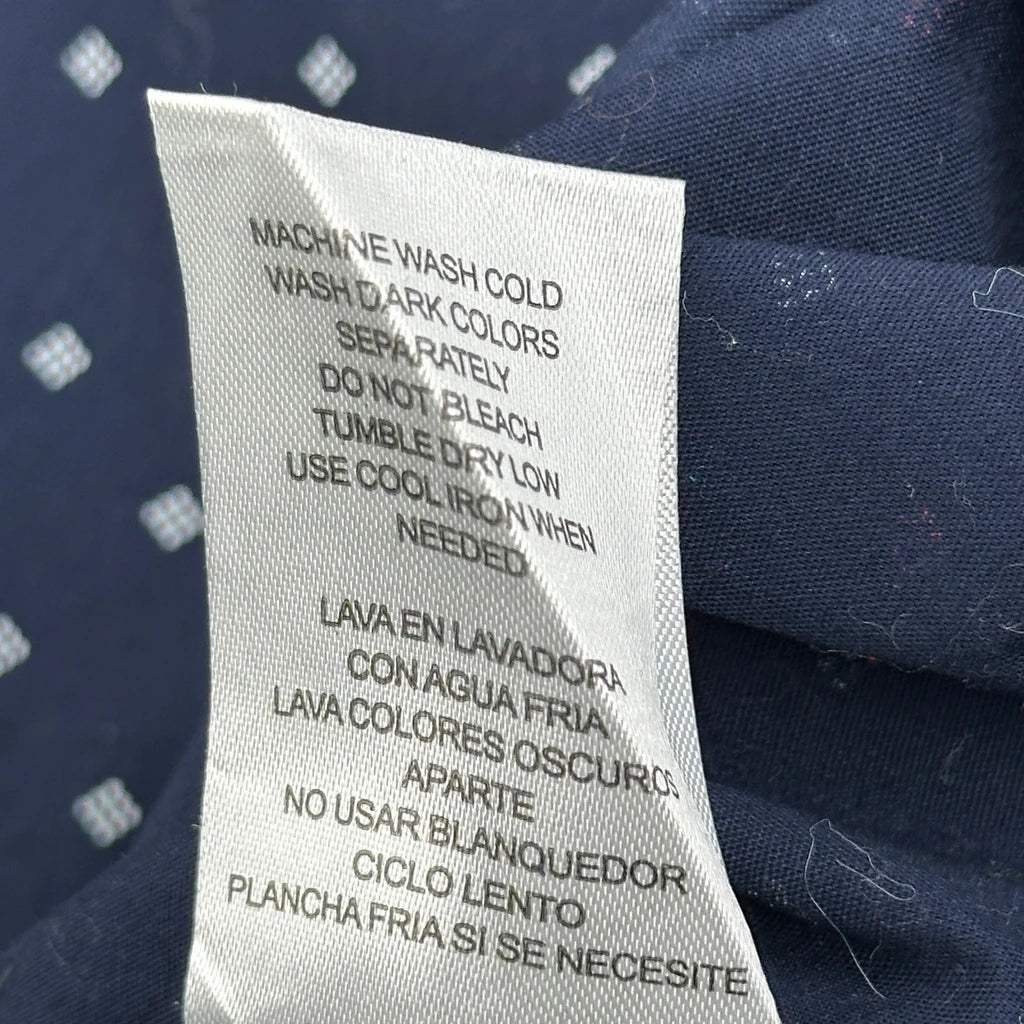 MACHINE WASH COLD
WASH DARK COLORS
SEPARATELY
DO NOT BLEACH
TUMBLE DRY LOW
USE COOL IRON WHEN
NEEDED
LAVA EN LAVADORA
CON AGUA FRIA
LAVA COLORES OSCUROS
APARTE
NO USAR BLANQUEDOR
CICLO LENTO
PLANCHA FRIA SI SE NECESITE